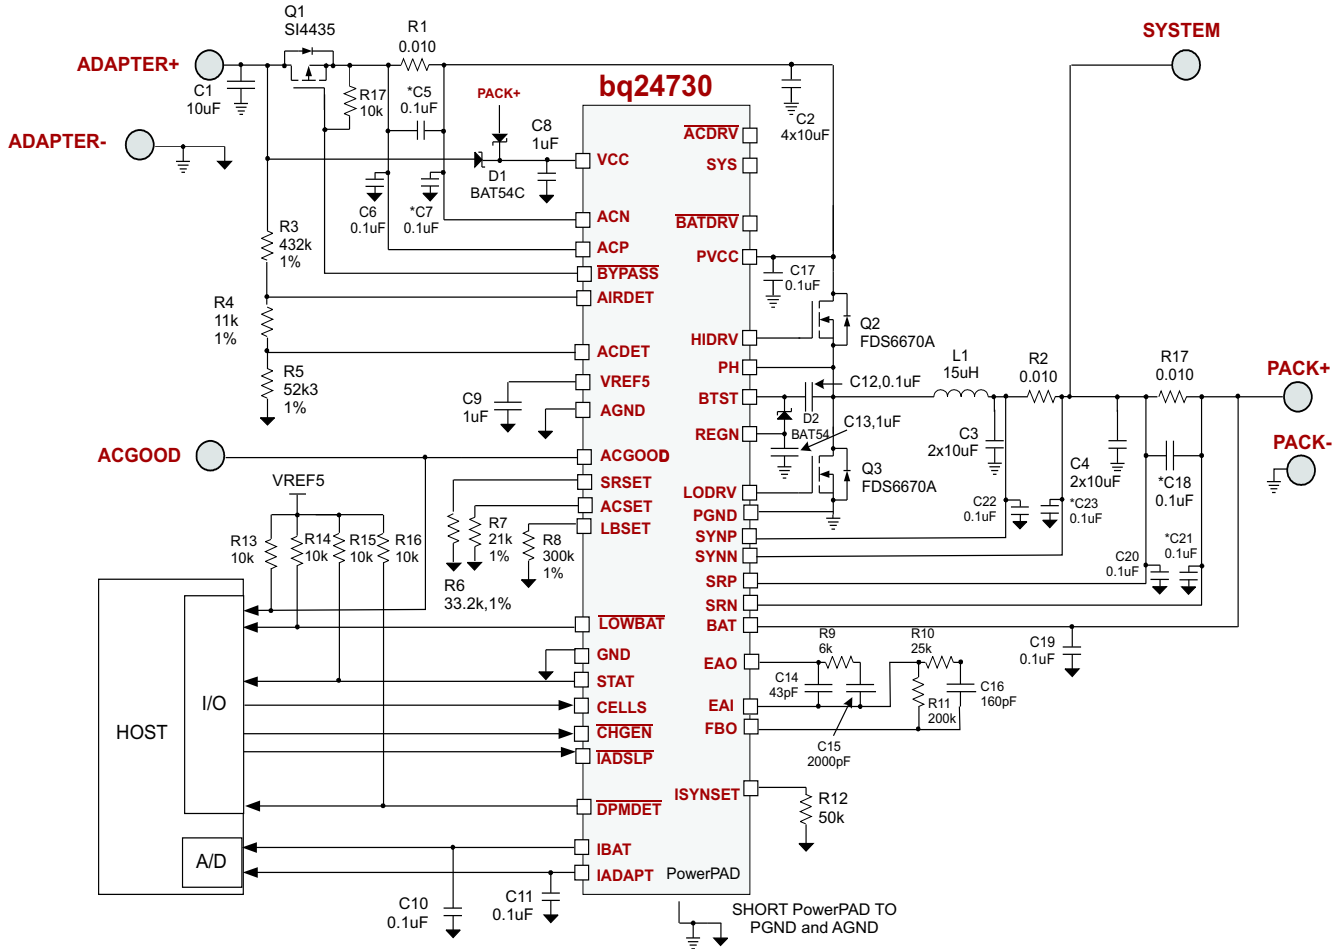 Q1
SI4435
ADAPTER+
C1
10uF
R17
10k
R1
0.010
*C5
0.1uF
PACK+
bq24730
C2
4x10uF
SYSTEM
ADAPTER-
C8
1uF
D1
BAT54C
C6
0.1uF
*C7
0.1uF
VCC
ACN
ACP
BYPASS
AIRDET
ACDET
VREF5
AGND
ACGOOD
SRSET
ACSET
LBSET
LOWBAT
GND
STAT
CELLS
CHGEN
IADSLP
DPMDET
IBAT
IADAPT
ACDRV
SYS
BATDRV
PVCC
HIDRV
PH
BTST
REGN
LODRV
PGND
SYNP
SYNN
SRP
SRN
BAT
EAO
EAI
FBO
ISYNSET
PowerPAD
R3
432k
1%
R4
11k
1%
R5
52k3
1%
C9
1uF
ACGOOD
VREF5
R13
10k
R14
10k
R15
10k
R16
10k
R6
33.2k,1%
R7
21k
1%
R8
300k
1%
HOST
I/O
A/D
C10
0.1uF
C11
0.1uF
C17
0.1uF
Q2
FDS6670A
C12,0.1uF
D2
BAT54
C13,1uF
Q3
FDS6670A
L1
15uH
R2
0.010
R17
0.010
PACK+
PACK-
C3
2x10uF
C4
2x10uF
*C18
0.1uF
C22
0.1uF
*C23
0.1uF
C20
0.1uF
*C21
0.1uF
C19
0.1uF
R9
6k
R10
25k
C14
43pF
R11
200k
C16
160pF
C15
2000pF
R12
50k
SHORT PowerPAD TO
PGND and AGND